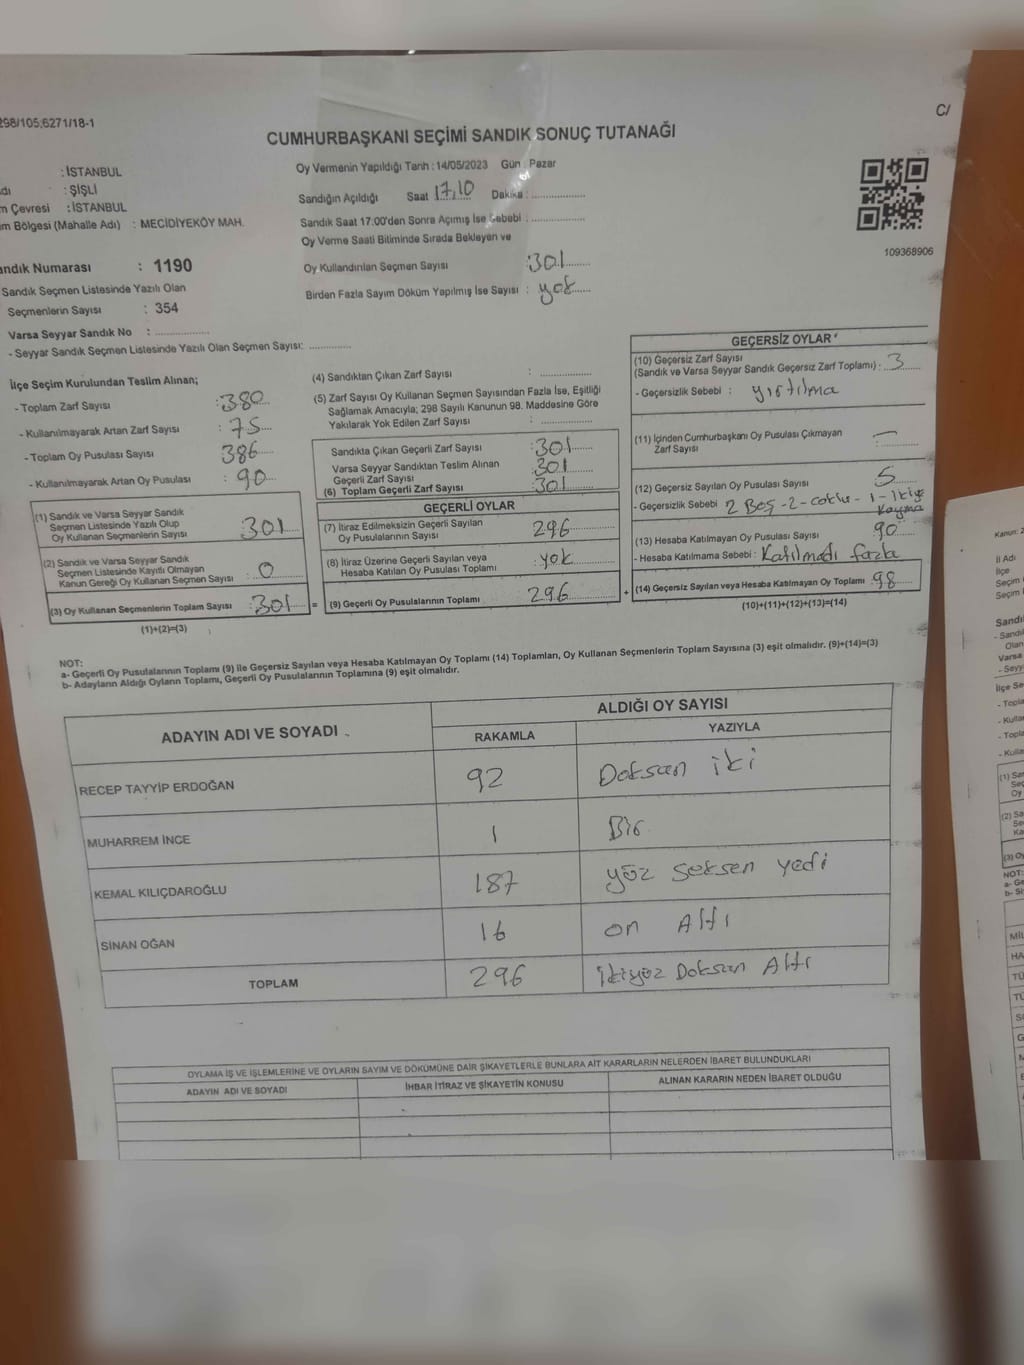 298/105;6271/18-1
C/
CUMHURBAŞKANI SEÇİMİ SANDIK SONUÇ TUTANAĞI
: İSTANBUL
: ŞİŞLİ
Çevresi : İSTANBUL
Bölgesi (Mahalle Adı) : MECİDİYEKÖY MAH.
Numarası : 1190
Sandık Seçmen Listesinde Yazılı Olan
Seçmenlerin Sayısı : 354
Varsa Seyyar Sandık No : ...............
- Seyyar Sandık Seçmen Listesinde Yazılı Olan Seçmen Sayısı: ............
Oy Vermenin Yapıldığı Tarih : 14/05/2023 Gün : Pazar
Sandığın Açıldığı Saat 17,10 Dakika : ...............
Sandık Saat 17.00'den Sonra Açımış İse Sebebi : ...............
Oy Verme Saati Bitiminde Sırada Bekleyen ve
Oy Kullandırılan Seçmen Sayısı : 301
Birden Fazla Sayım Döküm Yapılmış İse Sayısı : yok
109368906
İlçe Seçim Kurulundan Teslim Alınan;
- Toplam Zarf Sayısı : 380
- Kullanılmayarak Artan Zarf Sayısı : 75
- Toplam Oy Pusulası Sayısı 386
- Kullanılmayarak Artan Oy Pusulası : 90
(1) Sandık ve Varsa Seyyar Sandık
Seçmen Listesinde Yazılı Olup
Oy Kullanan Seçmenlerin Sayısı 301
(2) Sandık ve Varsa Seyyar Sandık
Seçmen Listesinde Kayıtlı Olmayan
Kanun Gereği Oy Kullanan Seçmen Sayısı : 0
(3) Oy Kullanan Seçmenlerin Toplam Sayısı : 301 =
(1)+(2)=(3)
(4) Sandıktan Çıkan Zarf Sayısı : ...............
(5) Zarf Sayısı Oy Kullanan Seçmen Sayısından Fazla İse, Eşitliği
Sağlamak Amacıyla; 298 Sayılı Kanunun 98. Maddesine Göre
Yakılarak Yok Edilen Zarf Sayısı : ...............
Sandıkta Çıkan Geçerli Zarf Sayısı : 301
Varsa Seyyar Sandıktan Teslim Alınan
Geçerli Zarf Sayısı : 301
(6) Toplam Geçerli Zarf Sayısı : 301
GEÇERLİ OYLAR
(7) İtiraz Edilmeksizin Geçerli Sayılan
Oy Pusulalarının Sayısı 296
(8) İtiraz Üzerine Geçerli Sayılan veya
Hesaba Katılan Oy Pusulası Toplamı : yok
(9) Geçerli Oy Pusulalarının Toplamı : 296 +
GEÇERSİZ OYLAR
(10) Geçersiz Zarf Sayısı
(Sandık ve Varsa Seyyar Sandık Geçersiz Zarf Toplamı) : 3
- Geçersizlik Sebebi : yırtılma
(11) İçinden Cumhurbaşkanı Oy Pusulası Çıkmayan
Zarf Sayısı : -
(12) Geçersiz Sayılan Oy Pusulası Sayısı 5
- Geçersizlik Sebebi 2 Boş -2- - 1 - ikiye
Kayma
(13) Hesaba Katılmayan Oy Pusulası Sayısı 90
- Hesaba Katılmama Sebebi : Katılmadı fazla
(14) Geçersiz Sayılan veya Hesaba Katılmayan Oy Toplamı 98
(10)+(11)+(12)+(13)=(14)
NOT:
a- Geçerli Oy Pusulalarının Toplamı (9) ile Geçersiz Sayılan veya Hesaba Katılmayan Oy Toplamı (14) Toplamları, Oy Kullanan Seçmenlerin Toplam Sayısına (3) eşit olmalıdır. (9)+(14)=(3)
b- Adayların Aldığı Oyların Toplamı, Geçerli Oy Pusulalarının Toplamına (9) eşit olmalıdır.
ADAYIN ADI VE SOYADI
ALDIĞI OY SAYISI
RAKAMLA YAZIYLA
RECEP TAYYİP ERDOĞAN 92 Doksan iki
MUHARREM İNCE 1 Bir
KEMAL KILIÇDAROĞLU 187 yüz seksen yedi
SİNAN OĞAN 16 on Altı
TOPLAM 296 ikiyüz Doksan Altı
OYLAMA İŞ VE İŞLEMLERİNE VE OYLARIN SAYIM VE DÖKÜMÜNE DAİR ŞİKAYETLERLE BUNLARA AİT KARARLARIN NELERDEN İBARET BULUNDUKLARI
ADAYIN ADI VE SOYADI İHBAR İTİRAZ VE ŞİKAYETİN KONUSU ALINAN KARARIN NEDEN İBARET OLDUĞU
Kanun: 2
İl Adı
İlçe
Seçim
Seçim
Varsa
NOT: